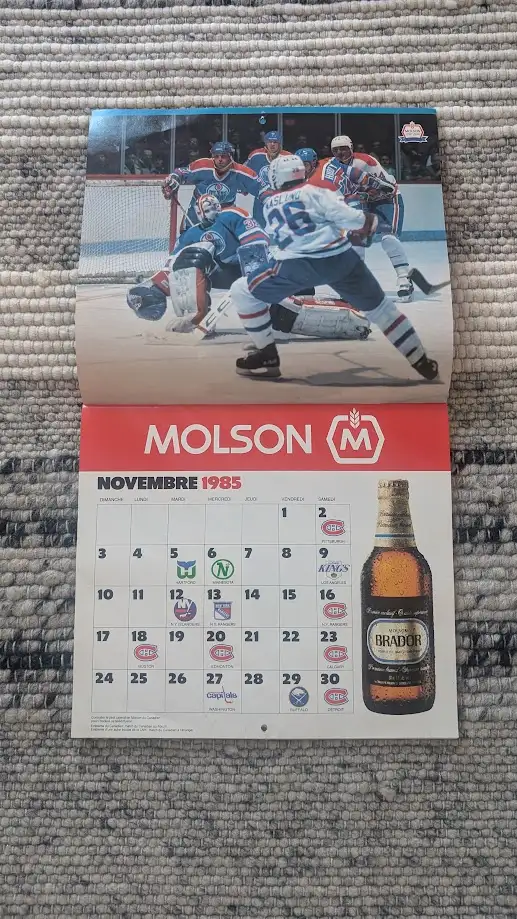 MOLSON
NASLUND
26
MOLSON M
NOVEMBRE 1985
DIMANCHE LUNDI MARDI MERCREDI JEUDI VENDREDI SAMEDI
1 2
PITTSBURGH
3 4 5 6 7 8 9
KINGS
HARTFORD MINNESOTA LOS ANGELES
10 11 12 13 14 15 16
N.Y. ISLANDERS N.Y. RANGERS N.Y. RANGERS
17 18 19 20 21 22 23
BOSTON EDMONTON CALGARY
24 25 26 27 28 29 30
capitals
WASHINGTON BUFFALO DETROIT
MOLSON
BRADOR